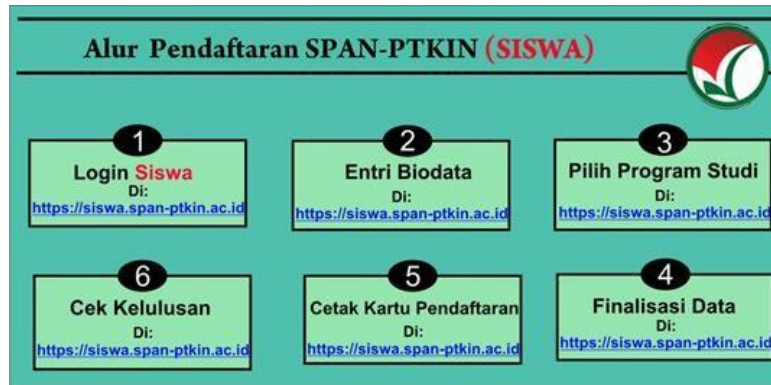 Alur Pendaftaran SPAN-PTKIN (SISWA)
1
Login Siswa
Di:
https://siswa.span-ptkin.ac.id
2
Entri Biodata
Di:
https://siswa.span-ptkin.ac.id
3
Pilih Program Studi
Di:
https://siswa.span-ptkin.ac.id
4
Finalisasi Data
Di:
https://siswa.span-ptkin.ac.id
5
Cetak Kartu Pendaftaran
Di:
https://siswa.span-ptkin.ac.id
6
Cek Kelulusan
Di:
https://siswa.span-ptkin.ac.id